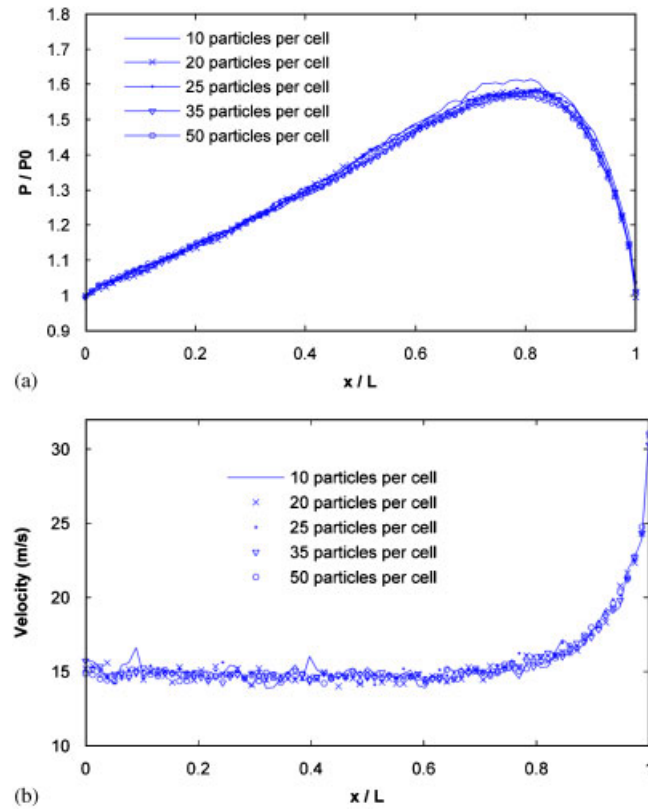 1.8
1.7
1.6
1.5
1.4
1.3
1.2
1.1
1
0.9
P / P0
10 particles per cell
20 particles per cell
25 particles per cell
35 particles per cell
50 particles per cell
0 0.2 0.4 0.6 0.8 1
(a) x / L
30
25
20
15
10
Velocity (m/s)
10 particles per cell
20 particles per cell
25 particles per cell
35 particles per cell
50 particles per cell
0 0.2 0.4 0.6 0.8 1
(b) x / L